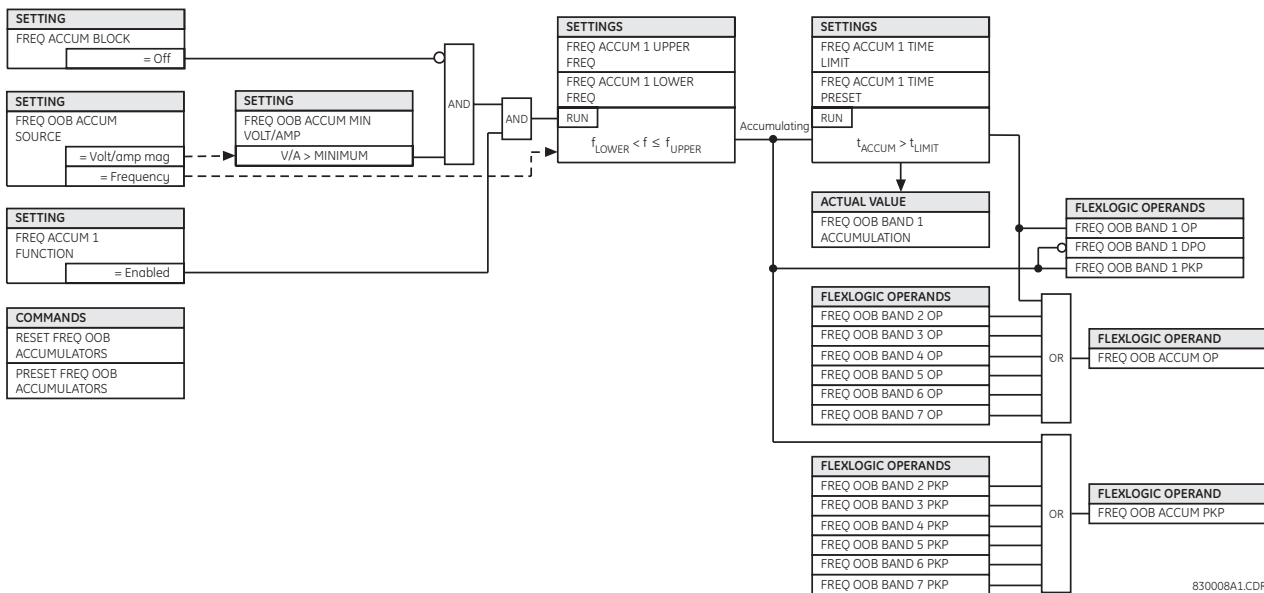 SETTING
FREQ ACCUM BLOCK
= Off
SETTING
FREQ OOB ACCUM
SOURCE
= Volt/amp mag
= Frequency
SETTING
FREQ OOB ACCUM MIN
VOLT/AMP
V/A > MINIMUM
SETTING
FREQ ACCUM 1
FUNCTION
= Enabled
COMMANDS
RESET FREQ OOB
ACCUMULATORS
PRESET FREQ OOB
ACCUMULATORS
AND
AND
SETTINGS
FREQ ACCUM 1 UPPER
FREQ
FREQ ACCUM 1 LOWER
FREQ
RUN
f LOWER < f ≤ f UPPER
Accumulating
SETTINGS
FREQ ACCUM 1 TIME
LIMIT
FREQ ACCUM 1 TIME
PRESET
RUN
t ACCUM > t LIMIT
ACTUAL VALUE
FREQ OOB BAND 1
ACCUMULATION
FLEXLOGIC OPERANDS
FREQ OOB BAND 1 OP
FREQ OOB BAND 1 DPO
FREQ OOB BAND 1 PKP
FLEXLOGIC OPERANDS
FREQ OOB BAND 2 OP
FREQ OOB BAND 3 OP
FREQ OOB BAND 4 OP
FREQ OOB BAND 5 OP
FREQ OOB BAND 6 OP
FREQ OOB BAND 7 OP
OR
FLEXLOGIC OPERAND
FREQ OOB ACCUM OP
FLEXLOGIC OPERANDS
FREQ OOB BAND 2 PKP
FREQ OOB BAND 3 PKP
FREQ OOB BAND 4 PKP
FREQ OOB BAND 5 PKP
FREQ OOB BAND 6 PKP
FREQ OOB BAND 7 PKP
OR
FLEXLOGIC OPERAND
FREQ OOB ACCUM PKP
830008A1.CDR